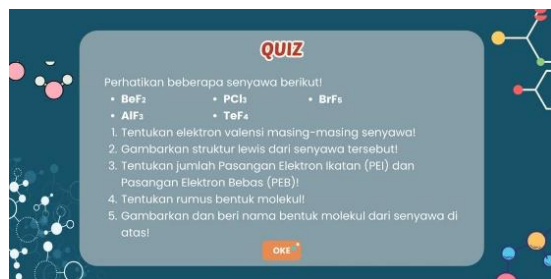 QUIZ
Perhatikan beberapa senyawa berikut!
• BeF₂ • PCl₃ • BrF₅
• AlF₃ • TeF₄
1. Tentukan elektron valensi masing-masing senyawa!
2. Gambarkan struktur lewis dari senyawa tersebut!
3. Tentukan jumlah Pasangan Elektron Ikatan (PEI) dan
Pasangan Elektron Bebas (PEB)!
4. Tentukan rumus bentuk molekul!
5. Gambarkan dan beri nama bentuk molekul dari senyawa di
atas!
OKE